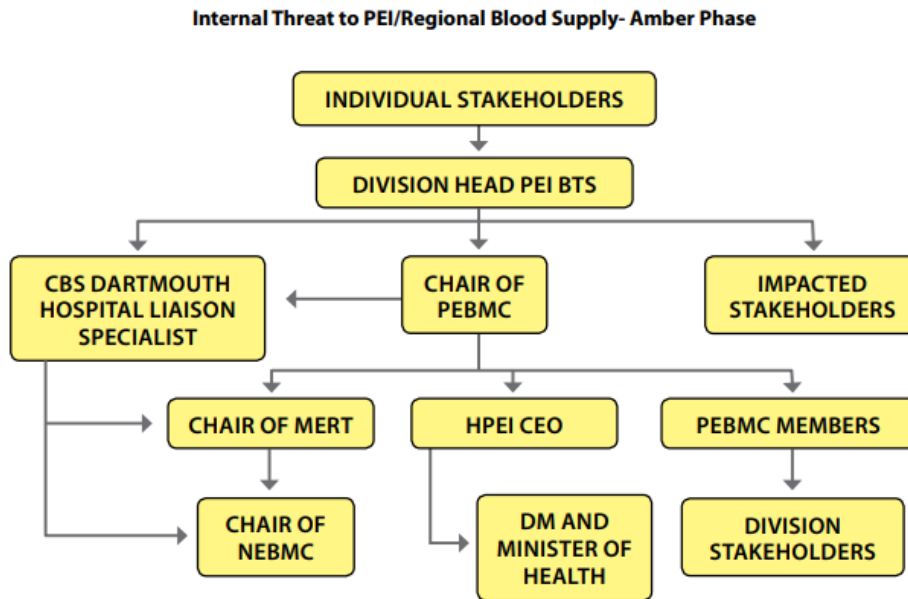 Internal Threat to PEI/Regional Blood Supply- Amber Phase
INDIVIDUAL STAKEHOLDERS
DIVISION HEAD PEI BTS
CBS DARTMOUTH
HOSPITAL LIAISON
SPECIALIST
CHAIR OF
PEBMC
IMPACTED
STAKEHOLDERS
CHAIR OF MERT
HPEI CEO
PEBMC MEMBERS
CHAIR OF
NEBMC
DM AND
MINISTER OF
HEALTH
DIVISION
STAKEHOLDERS